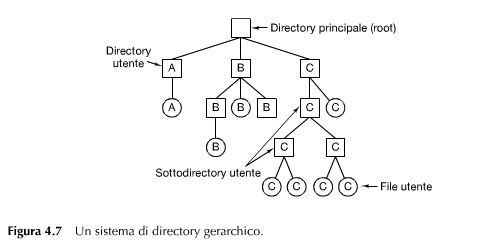 Directory principale (root)
Directory
utente
A B C
A B B B C C
B C C
Sottodirectory utente
C C C C File utente
Figura 4.7 Un sistema di directory gerarchico.